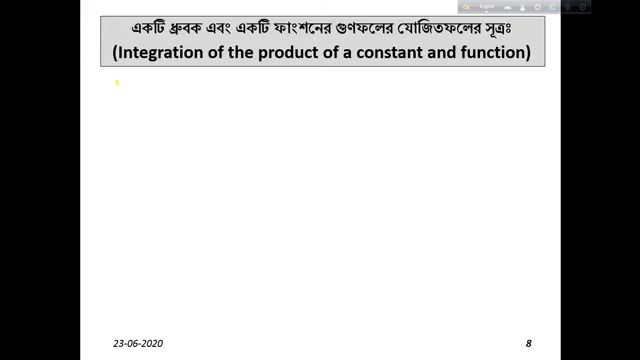 English
একটি ধ্রুবক এবং একটি ফাংশনের গুণফলের যোজিতফলের সূত্রঃ
(Integration of the product of a constant and function)
23-06-2020
8